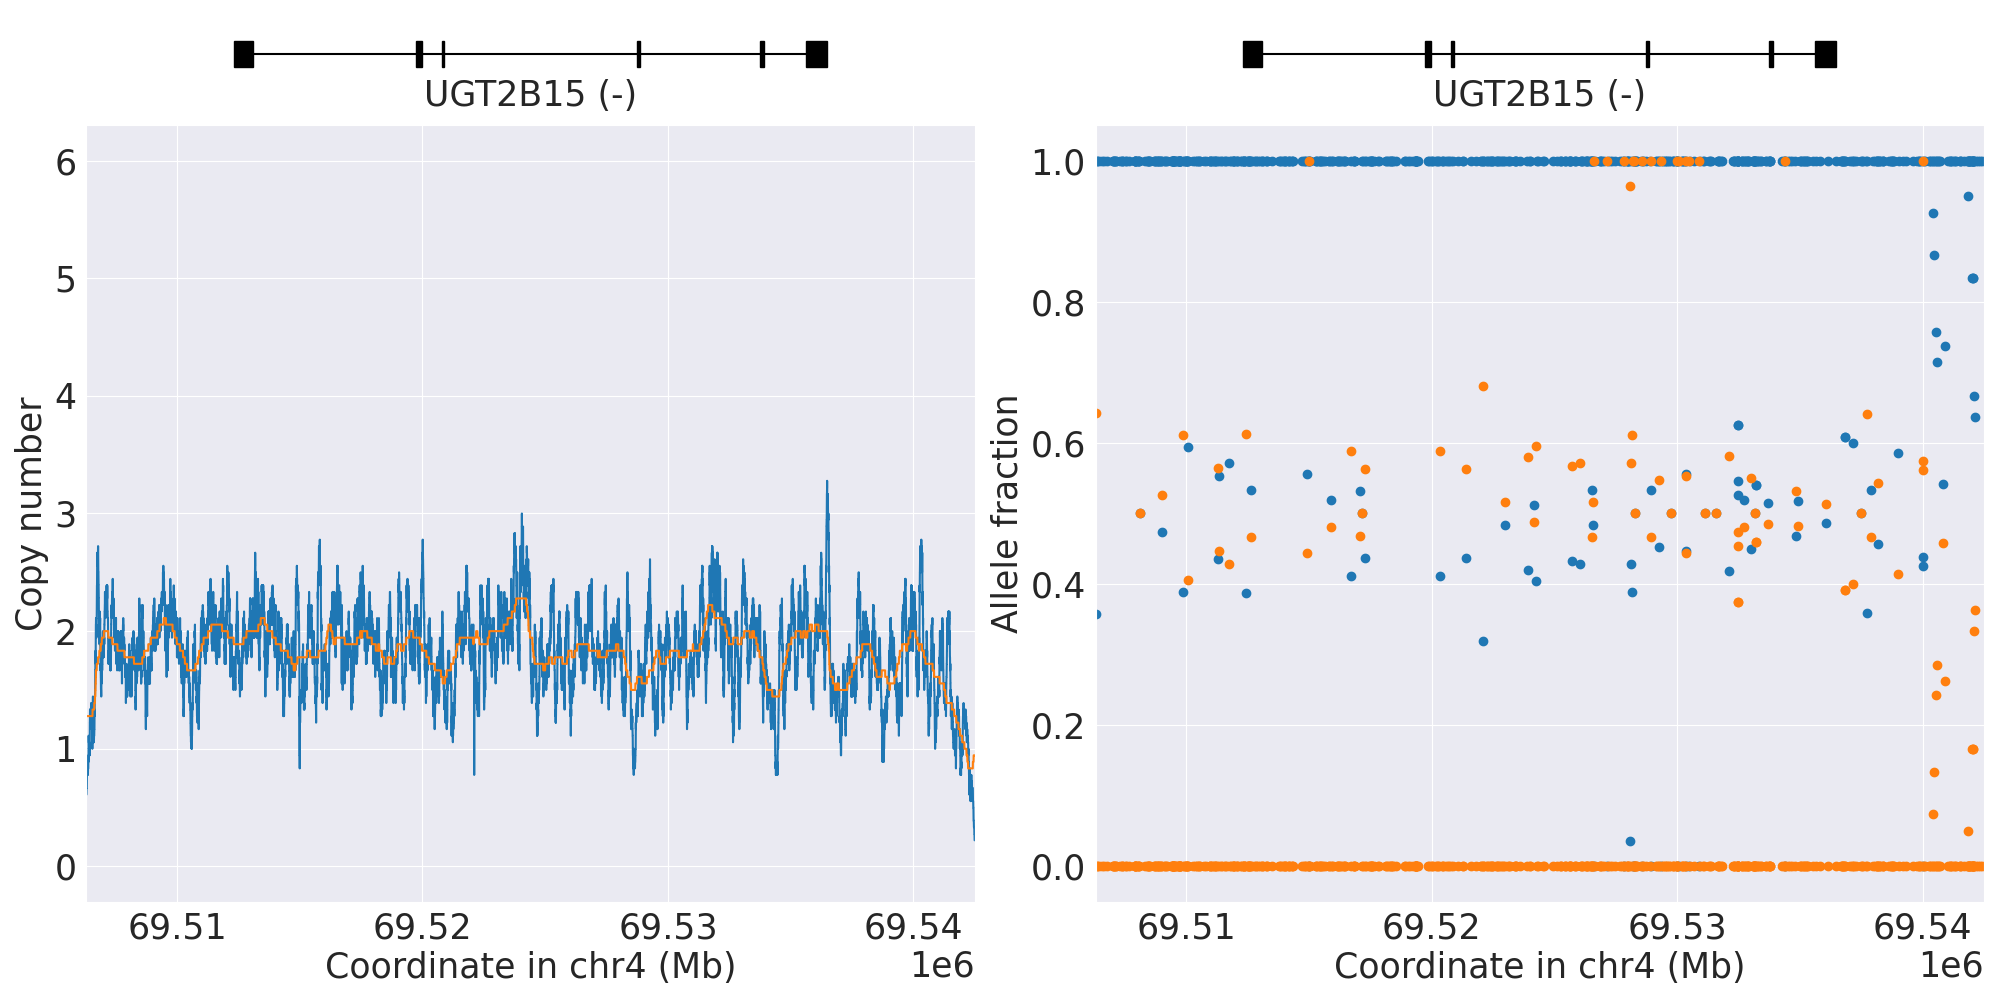 UGT2B15 (-)
6
5
4
3
2
1
0
Copy number
69.51 69.52 69.53 69.54
Coordinate in chr4 (Mb)
1e6
UGT2B15 (-)
1.0
0.8
0.6
0.4
0.2
0.0
Allele fraction
69.51 69.52 69.53 69.54
Coordinate in chr4 (Mb)
1e6